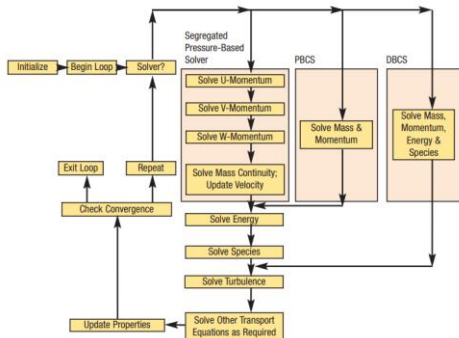 Segregated
Pressure-Based
Solver
PBCS
DBCS
Initialize
Begin Loop
Solver?
Solve U-Momentum
Solve V-Momentum
Solve W-Momentum
Solve Mass Continuity;
Update Velocity
Solve Mass &
Momentum
Solve Mass,
Momentum,
Energy &
Species
Exit Loop
Repeat
Check Convergence
Solve Energy
Solve Species
Solve Turbulence
Update Properties
Solve Other Transport
Equations as Required